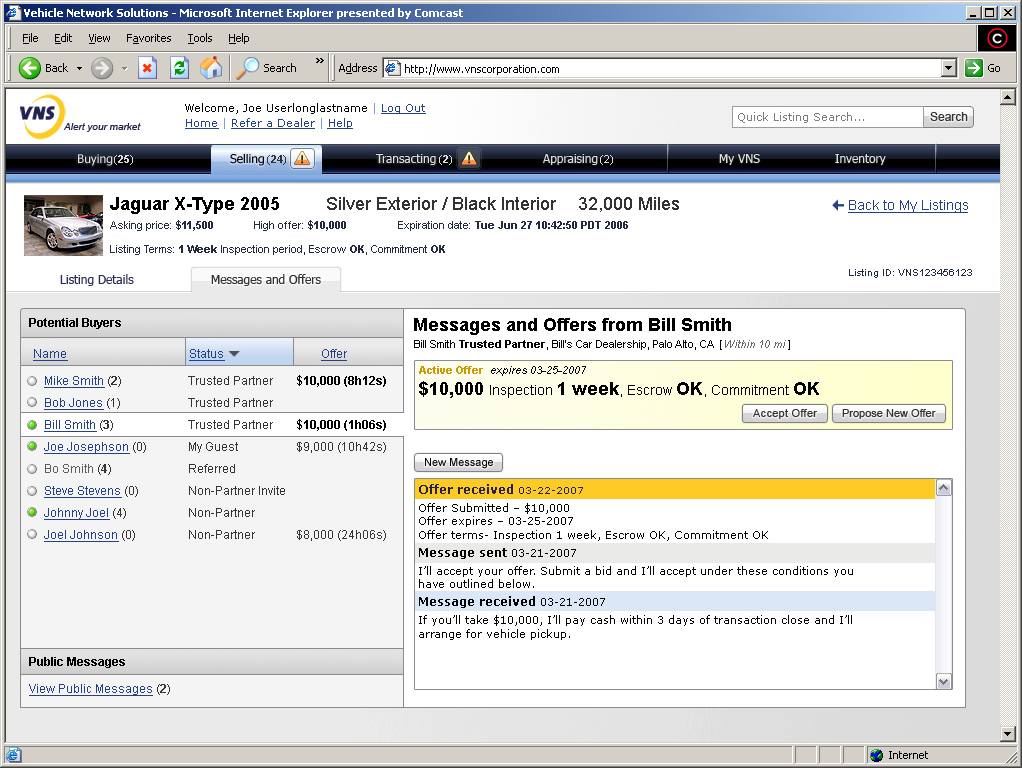 Vehicle Network Solutions - Microsoft Internet Explorer presented by Comcast
File Edit View Favorites Tools Help
Back Search » Address http://www.vnscorporation.com Go
VNS Alert your market
Welcome, Joe Userlonglastname | Log Out
Home | Refer a Dealer | Help
Quick Listing Search... Search
Buying(25) Selling(24) Transacting(2) Appraising(2) My VNS Inventory
Jaguar X-Type 2005 Silver Exterior / Black Interior 32,000 Miles
Back to My Listings
Asking price: $11,500 High offer: $10,000 Expiration date: Tue Jun 27 10:42:50 PDT 2006
Listing Terms: 1 Week Inspection period, Escrow OK, Commitment OK
Listing Details Messages and Offers
Listing ID: VNS123456123
Potential Buyers
Name Status Offer
Mike Smith (2) Trusted Partner $10,000 (8h12s)
Bob Jones (1) Trusted Partner
Bill Smith (3) Trusted Partner $10,000 (1h06s)
Joe Josephson (0) My Guest $9,000 (10h42s)
Bo Smith (4) Referred
Steve Stevens (0) Non-Partner Invite
Johnny Joel (4) Non-Partner
Joel Johnson (0) Non-Partner $8,000 (24h06s)
Public Messages
View Public Messages (2)
Messages and Offers from Bill Smith
Bill Smith Trusted Partner, Bill's Car Dealership, Palo Alto, CA [Within 10 mi]
Active Offer expires 03-25-2007
$10,000 Inspection 1 week, Escrow OK, Commitment OK
Accept Offer Propose New Offer
New Message
Offer received 03-22-2007
Offer Submitted – $10,000
Offer expires – 03-25-2007
Offer terms- Inspection 1 week, Escrow OK, Commitment OK
Message sent 03-21-2007
I'll accept your offer. Submit a bid and I'll accept under these conditions you
have outlined below.
Message received 03-21-2007
If you'll take $10,000, I'll pay cash within 3 days of transaction close and I'll
arrange for vehicle pickup.
Internet